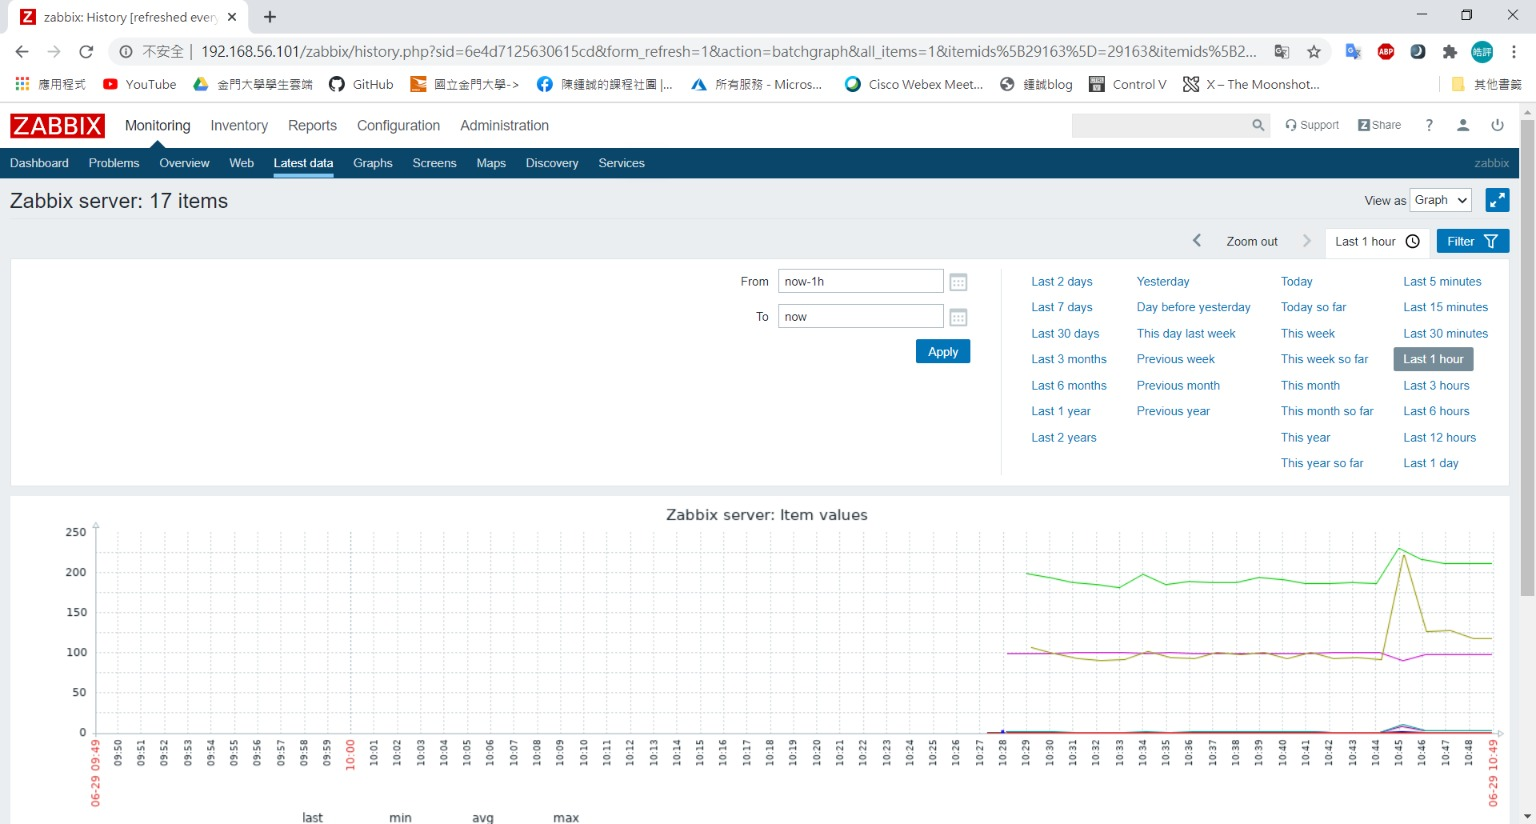 zabbix: History [refreshed every
不安全 | 192.168.56.101/zabbix/history.php?sid=6e4d7125630615cd&form_refresh=1&action=batchgraph&all_items=1&itemids%5B29163%5D=29163&itemids%5B2...
ABP 皓評
應用程式 YouTube 金門大學學生雲端 GitHub 國立金門大學-> 陳鍾誠的課程社團 |... 所有服務 - Micros... Cisco Webex Meet... 鍾誠blog Control V X – The Moonshot... 其他書籤
ZABBIX Monitoring Inventory Reports Configuration Administration Support Share ?
Dashboard Problems Overview Web Latest data Graphs Screens Maps Discovery Services zabbix
Zabbix server: 17 items View as Graph
Zoom out Last 1 hour Filter
From now-1h
To now
Apply
Last 2 days Yesterday Today Last 5 minutes
Last 7 days Day before yesterday Today so far Last 15 minutes
Last 30 days This day last week This week Last 30 minutes
Last 3 months Previous week This week so far Last 1 hour
Last 6 months Previous month This month Last 3 hours
Last 1 year Previous year This month so far Last 6 hours
Last 2 years This year Last 12 hours
This year so far Last 1 day
Zabbix server: Item values
250
200
150
100
50
0
06-29 09:49 09:50 09:51 09:52 09:53 09:54 09:55 09:56 09:57 09:58 09:59 10:00 10:01 10:02 10:03 10:04 10:05 10:06 10:07 10:08 10:09 10:10 10:11 10:12 10:13 10:14 10:15 10:16 10:17 10:18 10:19 10:20 10:21 10:22 10:23 10:24 10:25 10:26 10:27 10:28 10:29 10:30 10:31 10:32 10:33 10:34 10:35 10:36 10:37 10:38 10:39 10:40 10:41 10:42 10:43 10:44 10:45 10:46 10:47 10:48 06-29 10:49
last min avg max